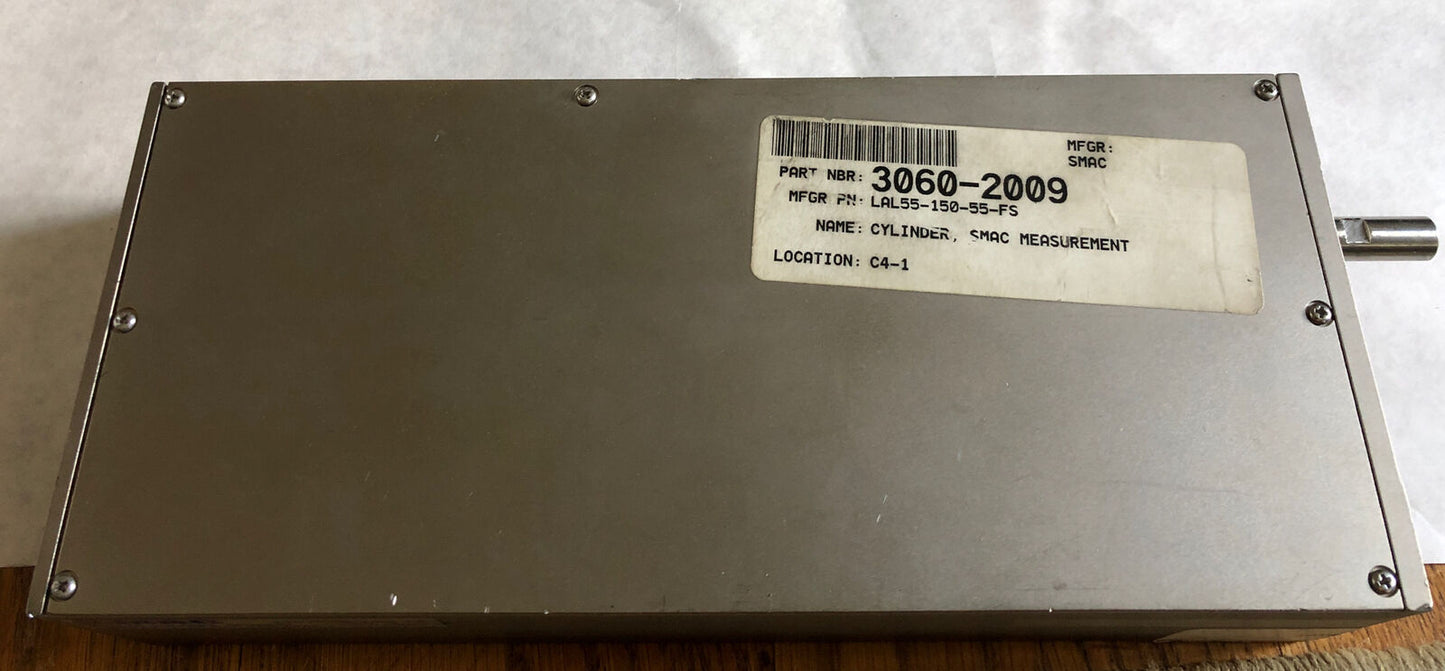 MFGR:
SMAC
PART NBR: 3060-2009
MFGR PN: LAL55-150-55-FS
NAME: CYLINDER, SMAC MEASUREMENT
LOCATION: C4-1